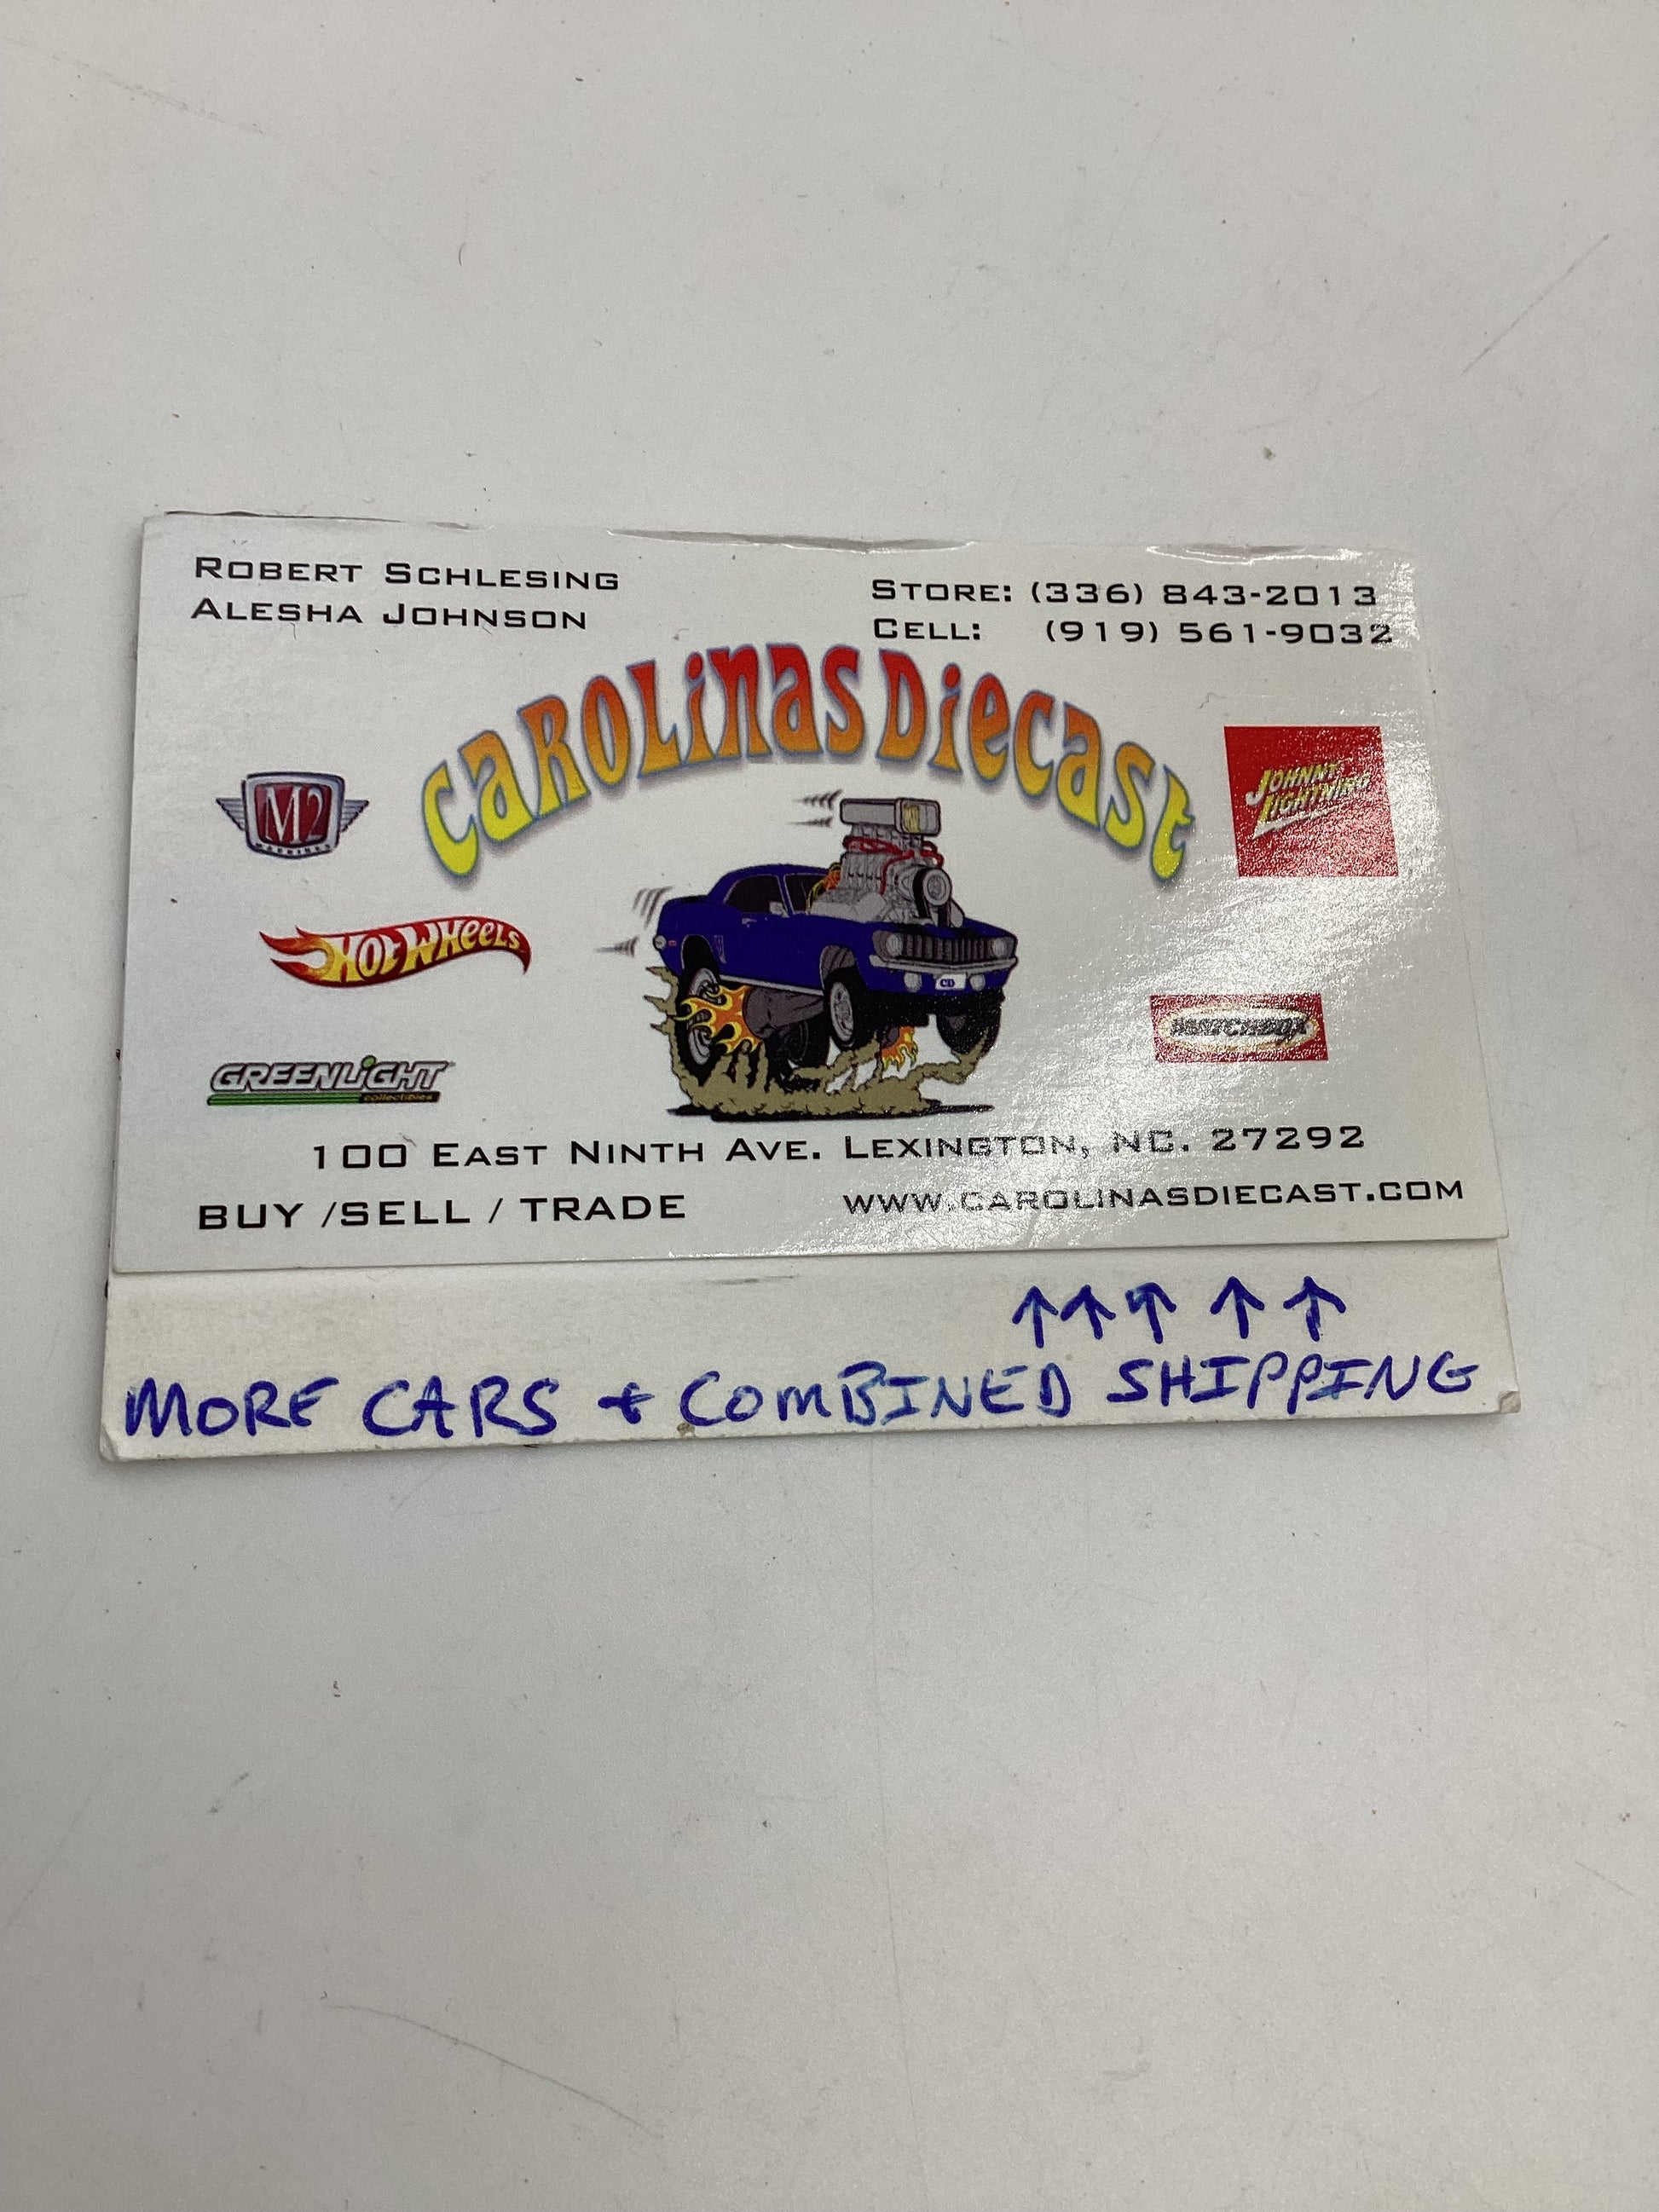 ROBERT SCHLESING
ALESHA JOHNSON
STORE: (336) 843-2013
CELL: (919) 561-9032
CAROLiNAS DiECAST
M2
MACHINES
JOHNNY
LIGHTNING
HOT WHEELS
MATCHBOX
GREENLiGHT
collectibles
100 EAST NINTH AVE. LEXINGTON, NC. 27292
BUY /SELL / TRADE
WWW.CAROLINASDIECAST.COM
↑↑↑ ↑ ↑
MORE CARS + COMBINED SHIPPING